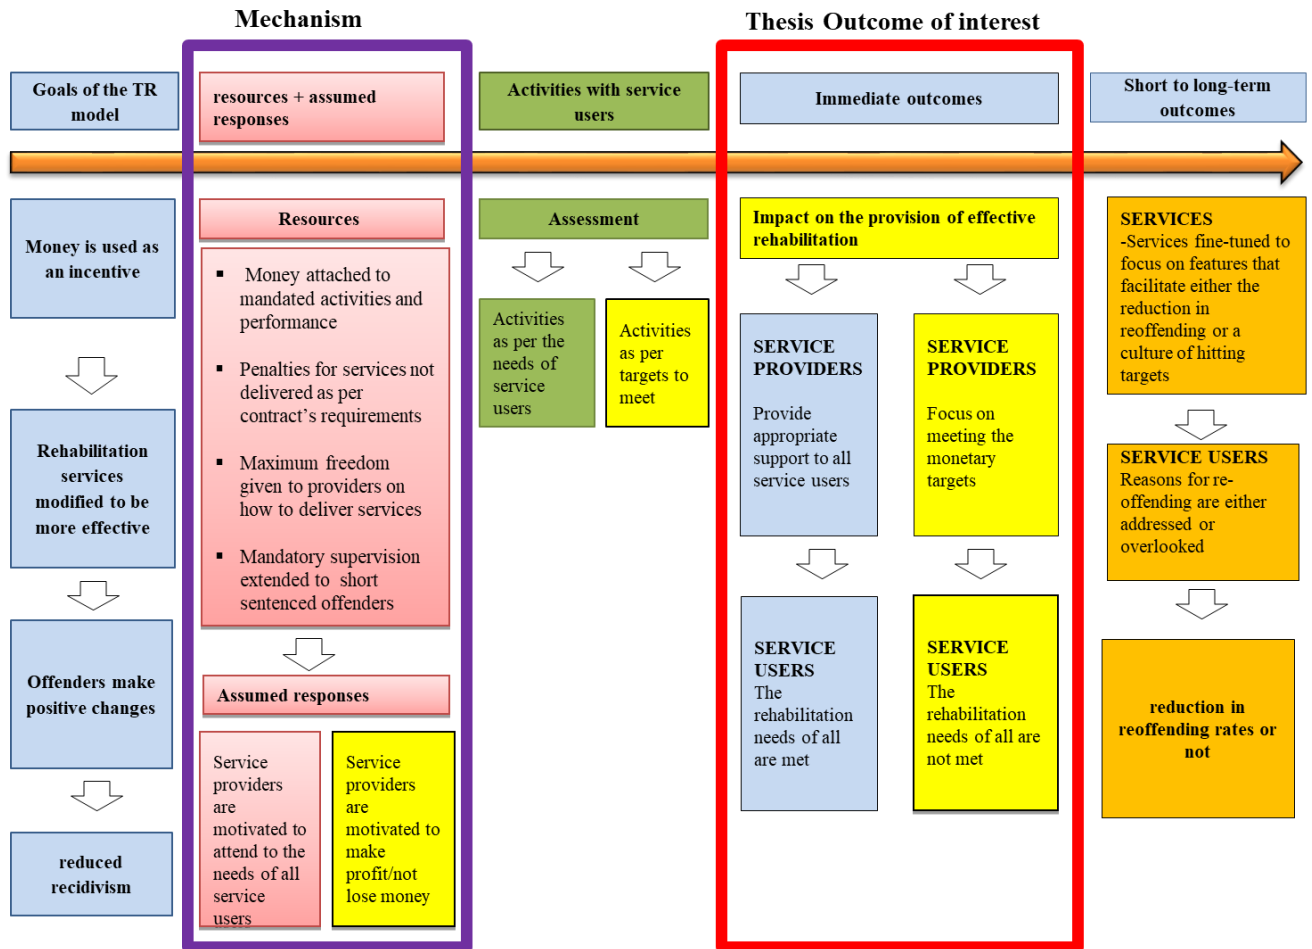 Mechanism
Thesis Outcome of interest
Goals of the TR
model
resources + assumed
responses
Activities with service
users
Immediate outcomes
Short to long-term
outcomes
Money is used as
an incentive
Rehabilitation
services
modified to be
more effective
Offenders make
positive changes
reduced
recidivism
Resources
▪ Money attached to
mandated activities and
performance
▪ Penalties for services not
delivered as per
contract’s requirements
▪ Maximum freedom
given to providers on
how to deliver services
▪ Mandatory supervision
extended to short
sentenced offenders
Assumed responses
Service
providers
are
motivated to
attend to the
needs of all
service
users
Service
providers
are
motivated to
make
profit/not
lose money
Assessment
Activities
as per the
needs of
service
users
Activities
as per
targets to
meet
Impact on the provision of effective
rehabilitation
SERVICE
PROVIDERS
Provide
appropriate
support to all
service users
SERVICE
USERS
The
rehabilitation
needs of all
are met
SERVICE
PROVIDERS
Focus on
meeting the
monetary
targets
SERVICE
USERS
The
rehabilitation
needs of all are
not met
SERVICES
-Services fine-tuned to
focus on features that
facilitate either the
reduction in
reoffending or a
culture of hitting
targets
SERVICE USERS
Reasons for re-
offending are either
addressed or
overlooked
reduction in
reoffending rates or
not